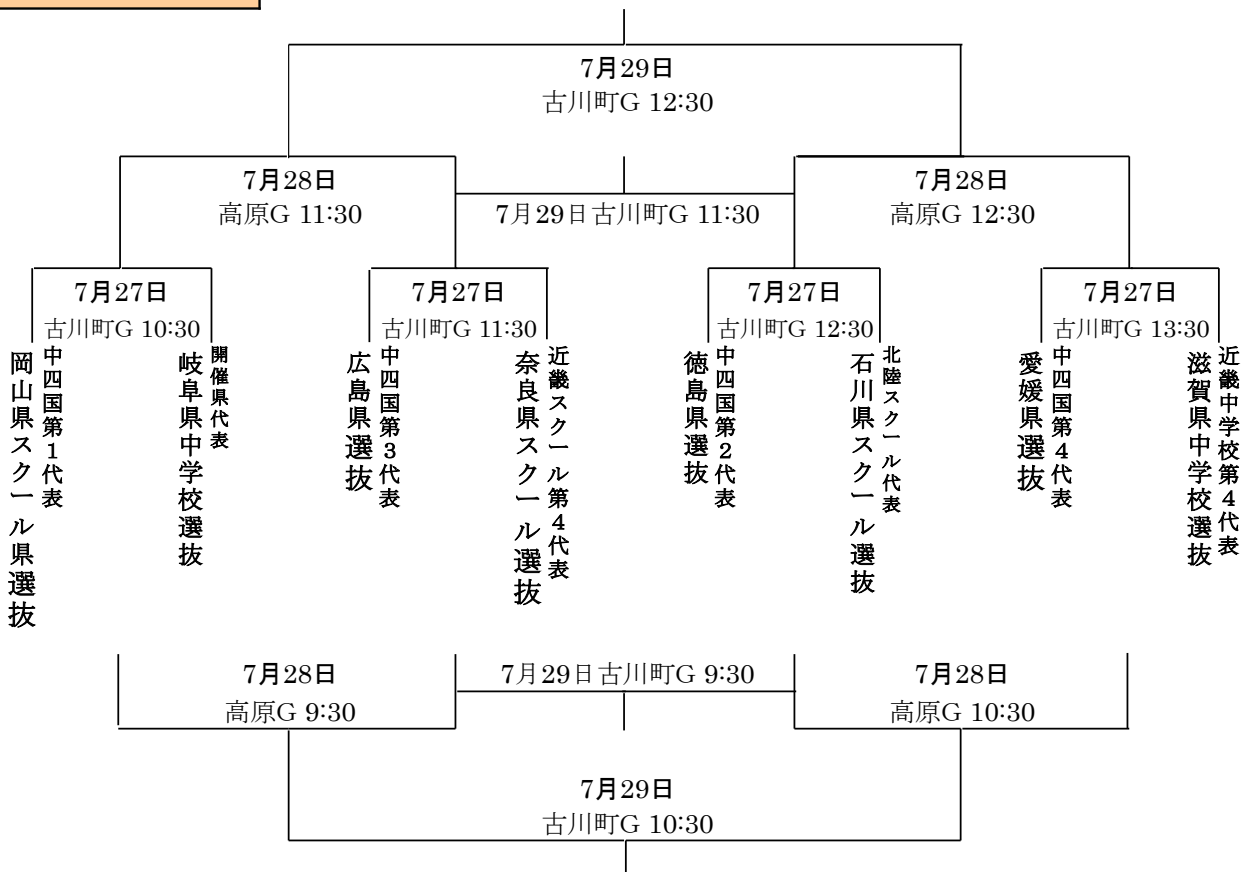 7月29日
古川町G 12:30
7月28日
高原G 11:30
7月29日古川町G 11:30
7月28日
高原G 12:30
7月27日
古川町G 10:30
7月27日
古川町G 11:30
7月27日
古川町G 12:30
7月27日
古川町G 13:30
中四国第1代表
岡山県スクール県選抜
開催県代表
岐阜県中学校選抜
中四国第3代表
広島県選抜
近畿スクール第4代表
奈良県スクール選抜
中四国第2代表
徳島県選抜
北陸スクール代表
石川県スクール選抜
中四国第4代表
愛媛県選抜
近畿中学校第4代表
滋賀県中学校選抜
7月28日
高原G 9:30
7月29日古川町G 9:30
7月28日
高原G 10:30
7月29日
古川町G 10:30